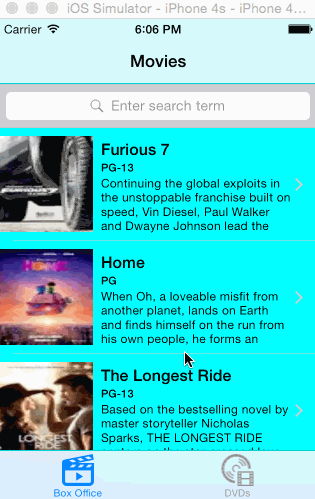 iOS Simulator - iPhone 4s - iPhone 4...
Carrier 6:06 PM
Movies
Enter search term
Furious 7
PG-13
Continuing the global exploits in
the unstoppable franchise built on
speed, Vin Diesel, Paul Walker
and Dwayne Johnson lead the
HOME
Home
PG
When Oh, a loveable misfit from
another planet, lands on Earth
and finds himself on the run from
his own people, he forms an
LONGEST RIDE
The Longest Ride
PG-13
Based on the bestselling novel by
master storyteller Nicholas
Sparks, THE LONGEST RIDE
Box Office
DVDs